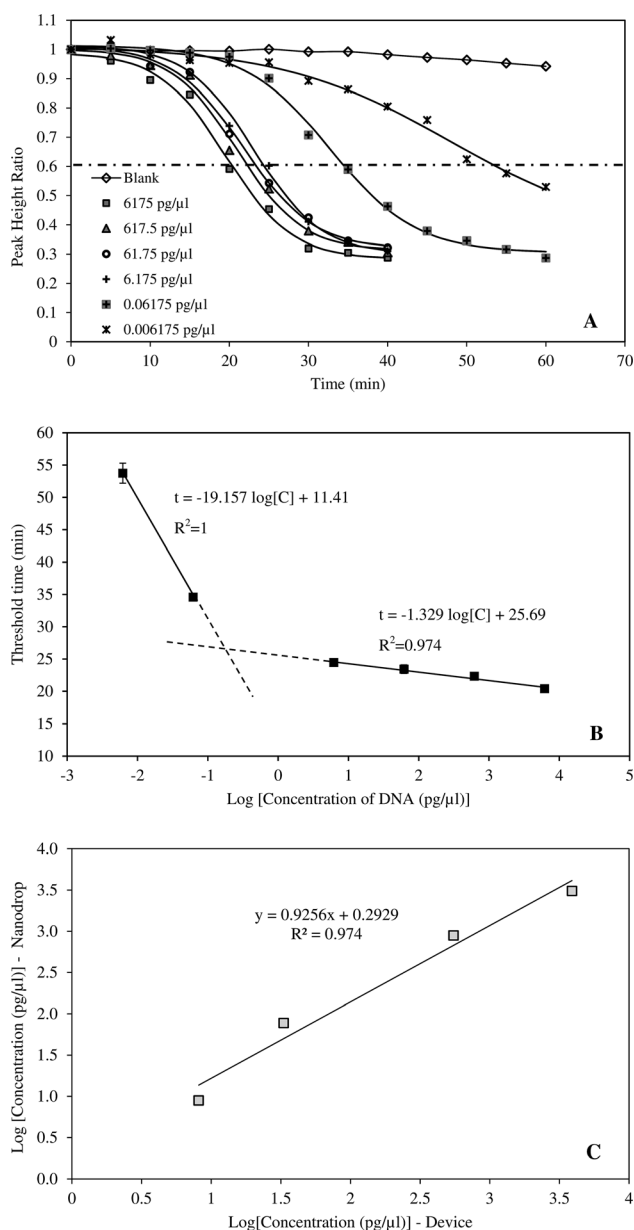 1.1
1
0.9
0.8
0.7
0.6
0.5
0.4
0.3
0.2
0.1
0
Peak Height Ratio
Blank
6175 pg/µl
617.5 pg/µl
61.75 pg/µl
6.175 pg/µl
0.06175 pg/µl
0.006175 pg/µl
A
0 10 20 30 40 50 60 70
Time (min)
60
55
50
45
40
35
30
25
20
15
10
Threshold time (min)
t = -19.157 log[C] + 11.41
R²=1
t = -1.329 log[C] + 25.69
R²=0.974
B
-3 -2 -1 0 1 2 3 4 5
Log [Concentration of DNA (pg/µl)]
4.0
3.5
3.0
2.5
2.0
1.5
1.0
0.5
0.0
Log [Concentration (pg/µl)] - Nanodrop
y = 0.9256x + 0.2929
R² = 0.974
C
0 0.5 1 1.5 2 2.5 3 3.5 4
Log[Concentration (pg/µl)] - Device